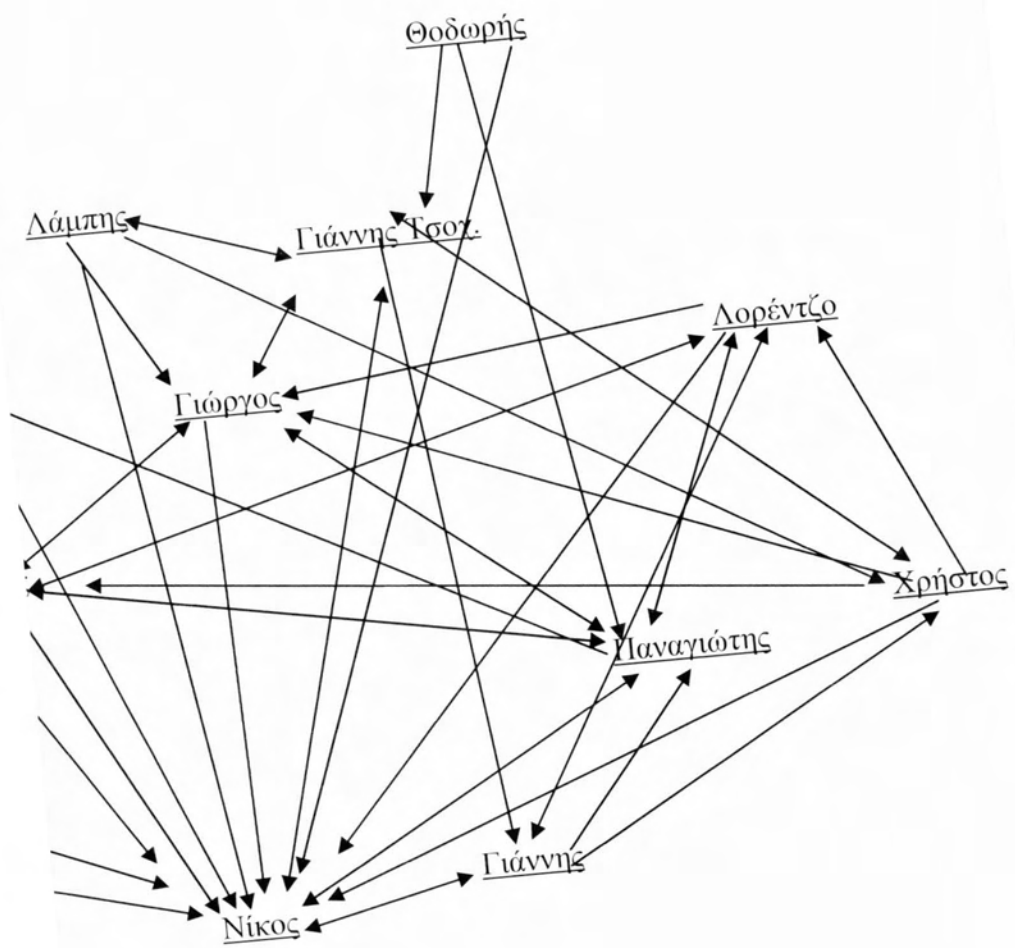 Θοδωρής
Λάμπης
Γιάννης Τσοχ.
Λορέντζο
Γιώργος
Χρήστος
Παναγιώτης
Γιάννης
Νίκος